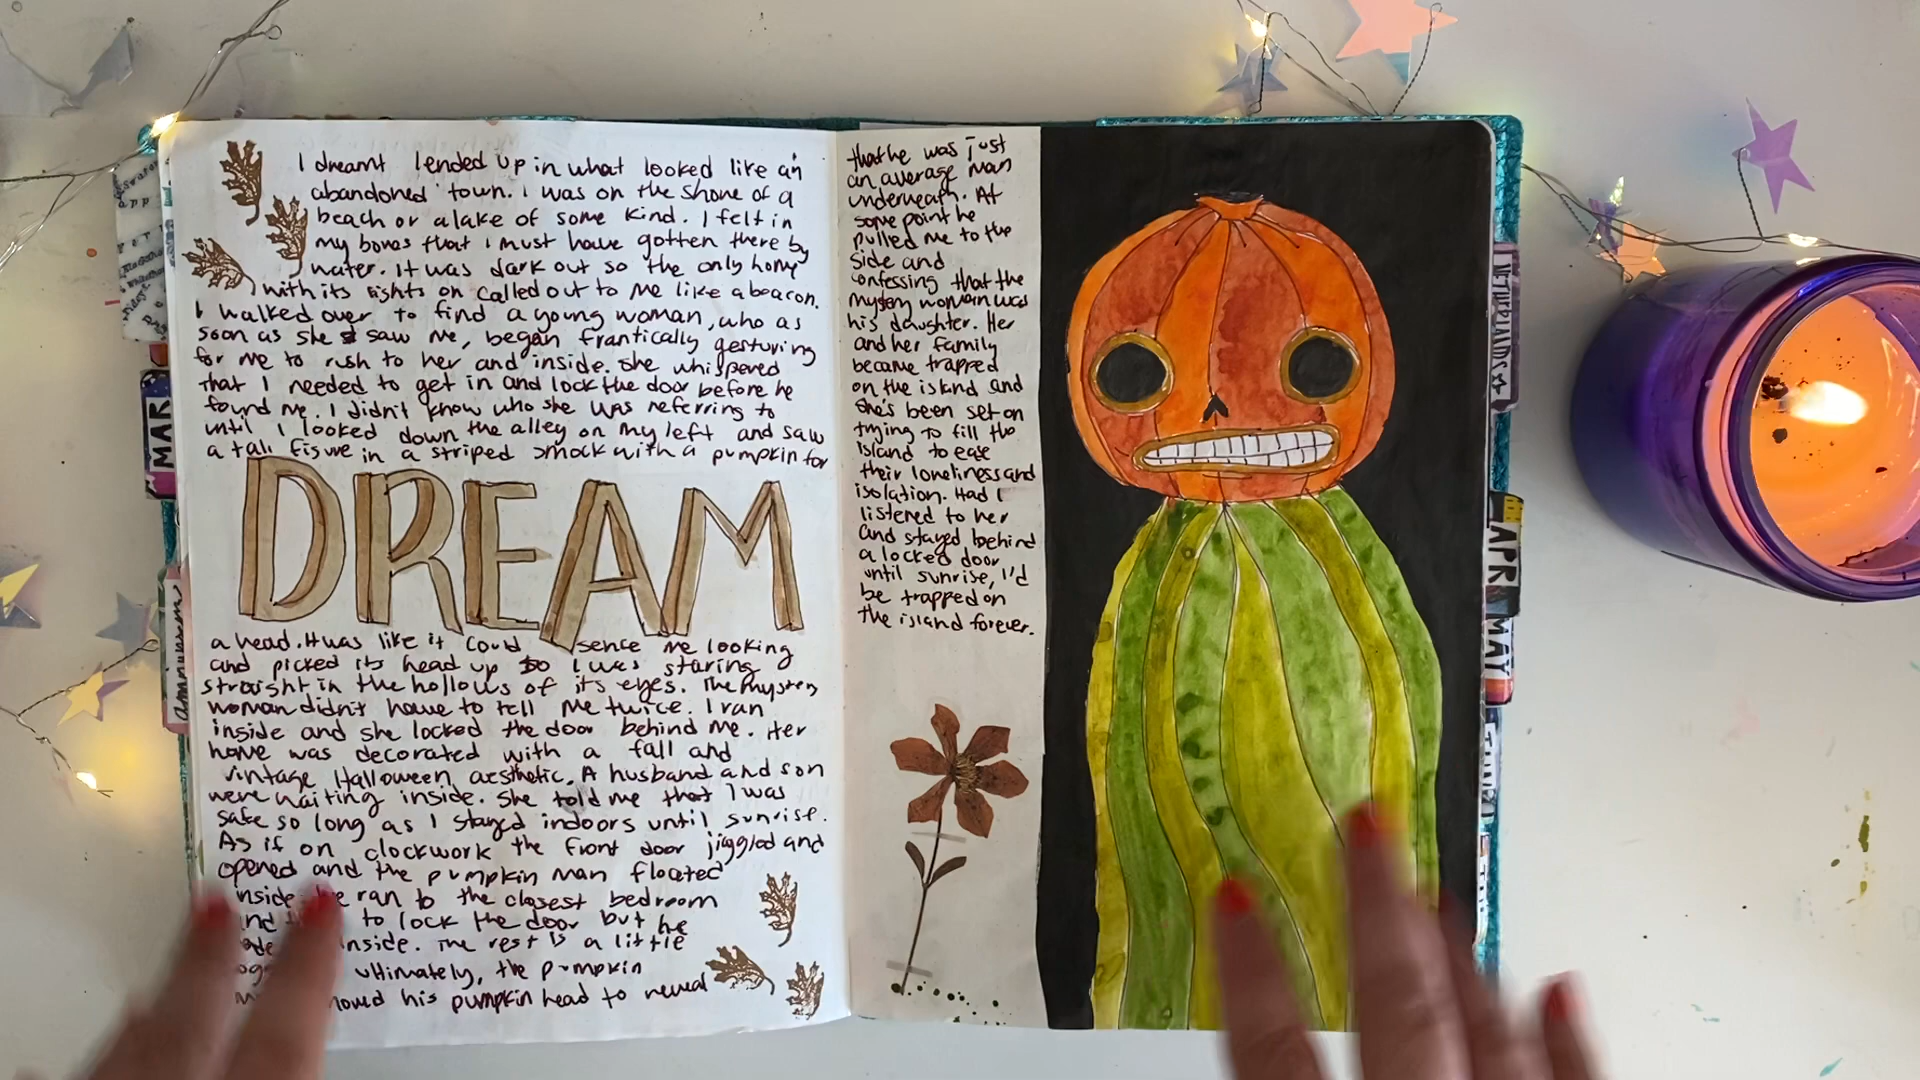 I dreamt I ended up in what looked like an
abandoned town. I was on the shore of a
beach or a lake of some kind. I felt in
my bones that I must have gotten there by
water. It was dark out so the only home
with its lights on called out to me like a beacon.
I walked over to find a young woman, who as
soon as she saw me, began frantically gesturing
for me to rush to her and inside. She whispered
that I needed to get in and lock the door before he
found me. I didn't know who she was referring to
until I looked down the alley on my left and saw
a tall figure in a striped smock with a pumpkin for
DREAM
a head. It was like it could sence me looking
and picked its head up so I was staring
straight in the hollows of its eyes. The mystery
woman didn't have to tell me twice. I ran
inside and she locked the door behind me. Her
home was decorated with a fall and
vintage Halloween aesthetic. A husband and son
were waiting inside. She told me that I was
safe so long as I stayed indoors until sunrise.
As if on clockwork the front door jiggled and
opened and the pumpkin man floated
inside. We ran to the closest bedroom
to lock the door but he
inside. The rest is a little
ultimately, the pumpkin
his pumpkin head to reveal
that he was just
an average man
underneath. At
some point he
pulled me to the
side and
confessing that the
mystery woman was
his daughter. Her
and her family
became trapped
on the island and
she's been set on
trying to fill the
island to ease
their loneliness and
isolation. Had I
listened to her
and stayed behind
a locked door
until sunrise, I'd
be trapped on
the island forever.
MAR
NETHERLANDS
APR
MAY
JUNE